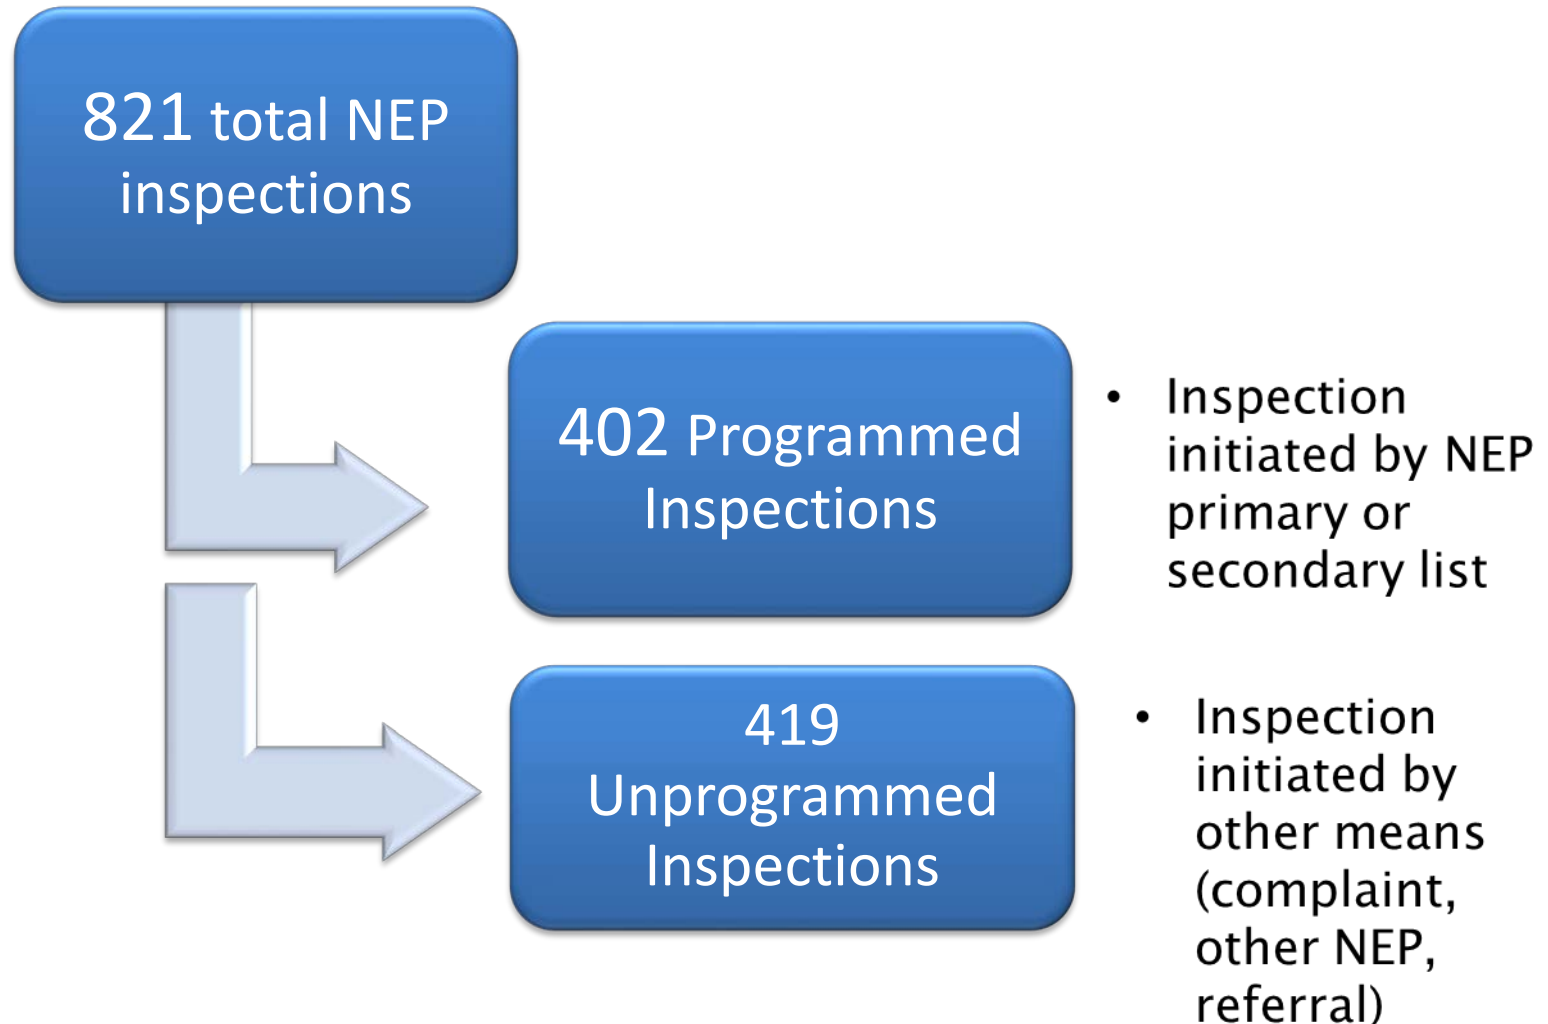 821 total NEP
inspections
402 Programmed
Inspections
• Inspection
initiated by NEP
primary or
secondary list
419
Unprogrammed
Inspections
• Inspection
initiated by
other means
(complaint,
other NEP,
referral)